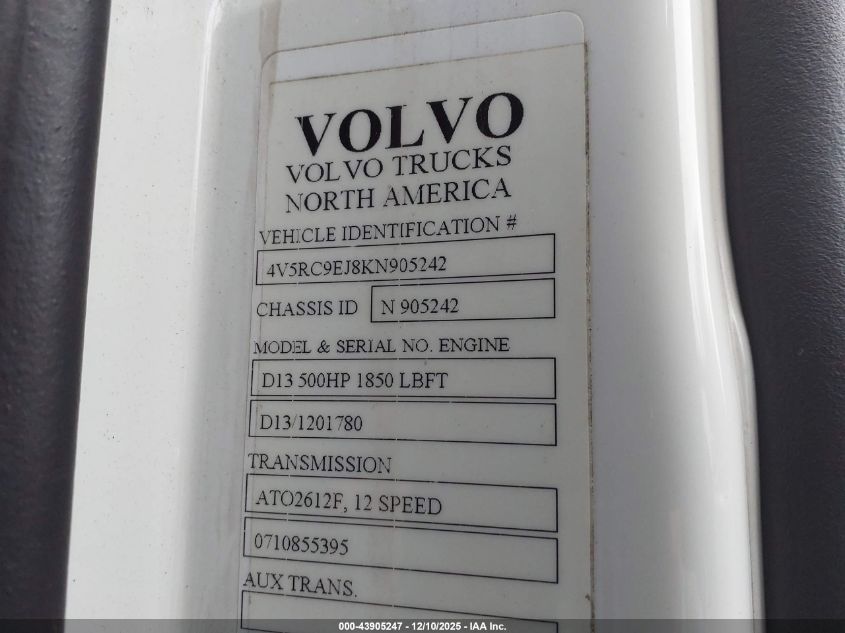 VOLVO
VOLVO TRUCKS
NORTH AMERICA
VEHICLE IDENTIFICATION #
4V5RC9EJ8KN905242
CHASSIS ID N 905242
MODEL & SERIAL NO. ENGINE
D13 500HP 1850 LBFT
D13/1201780
TRANSMISSION
ATO2612F, 12 SPEED
0710855395
AUX TRANS.
000-43905247 - 12/10/2025 - IAA Inc.